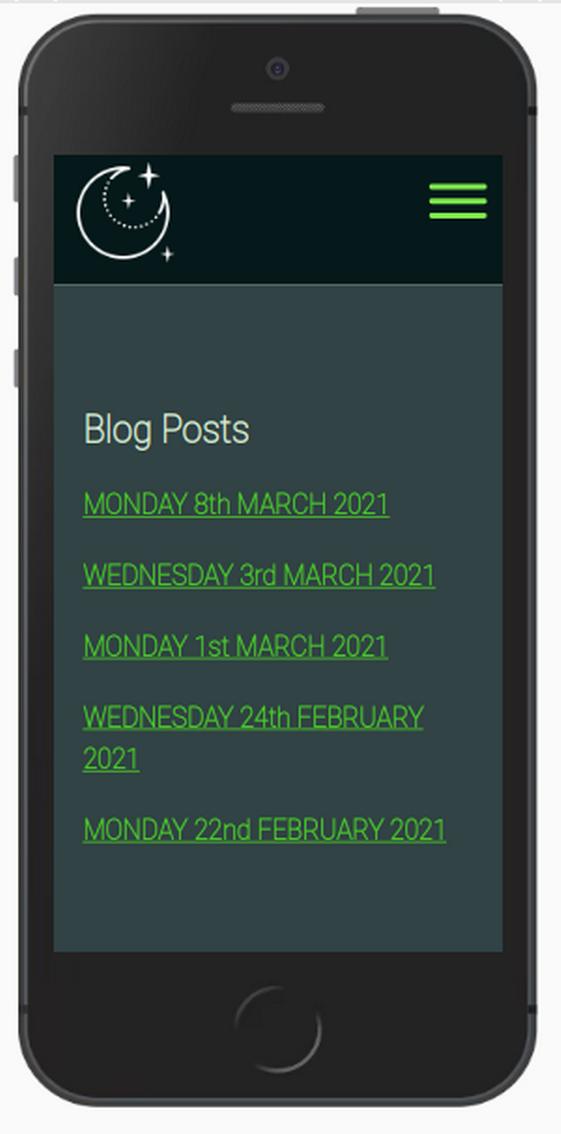 Blog Posts
MONDAY 8th MARCH 2021
WEDNESDAY 3rd MARCH 2021
MONDAY 1st MARCH 2021
WEDNESDAY 24th FEBRUARY
2021
MONDAY 22nd FEBRUARY 2021